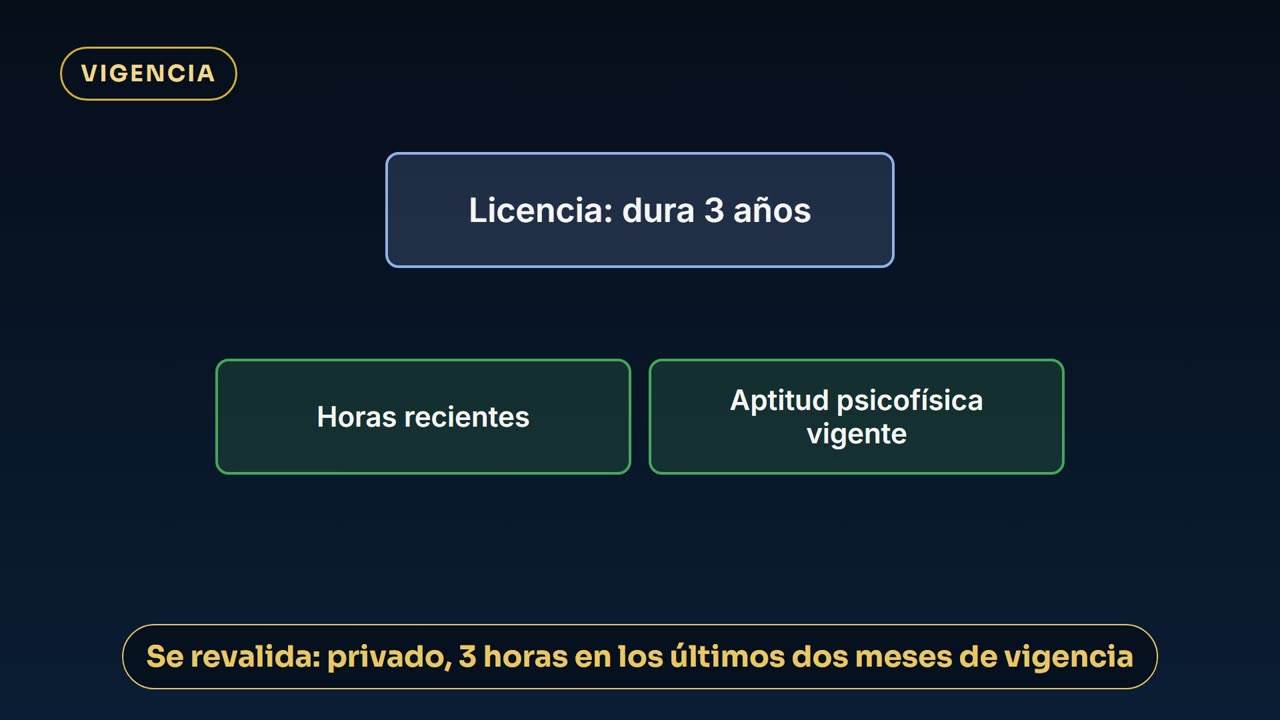 VIGENCIA
Licencia: dura 3 años
Horas recientes
Aptitud psicofísica
vigente
Se revalida: privado, 3 horas en los últimos dos meses de vigencia